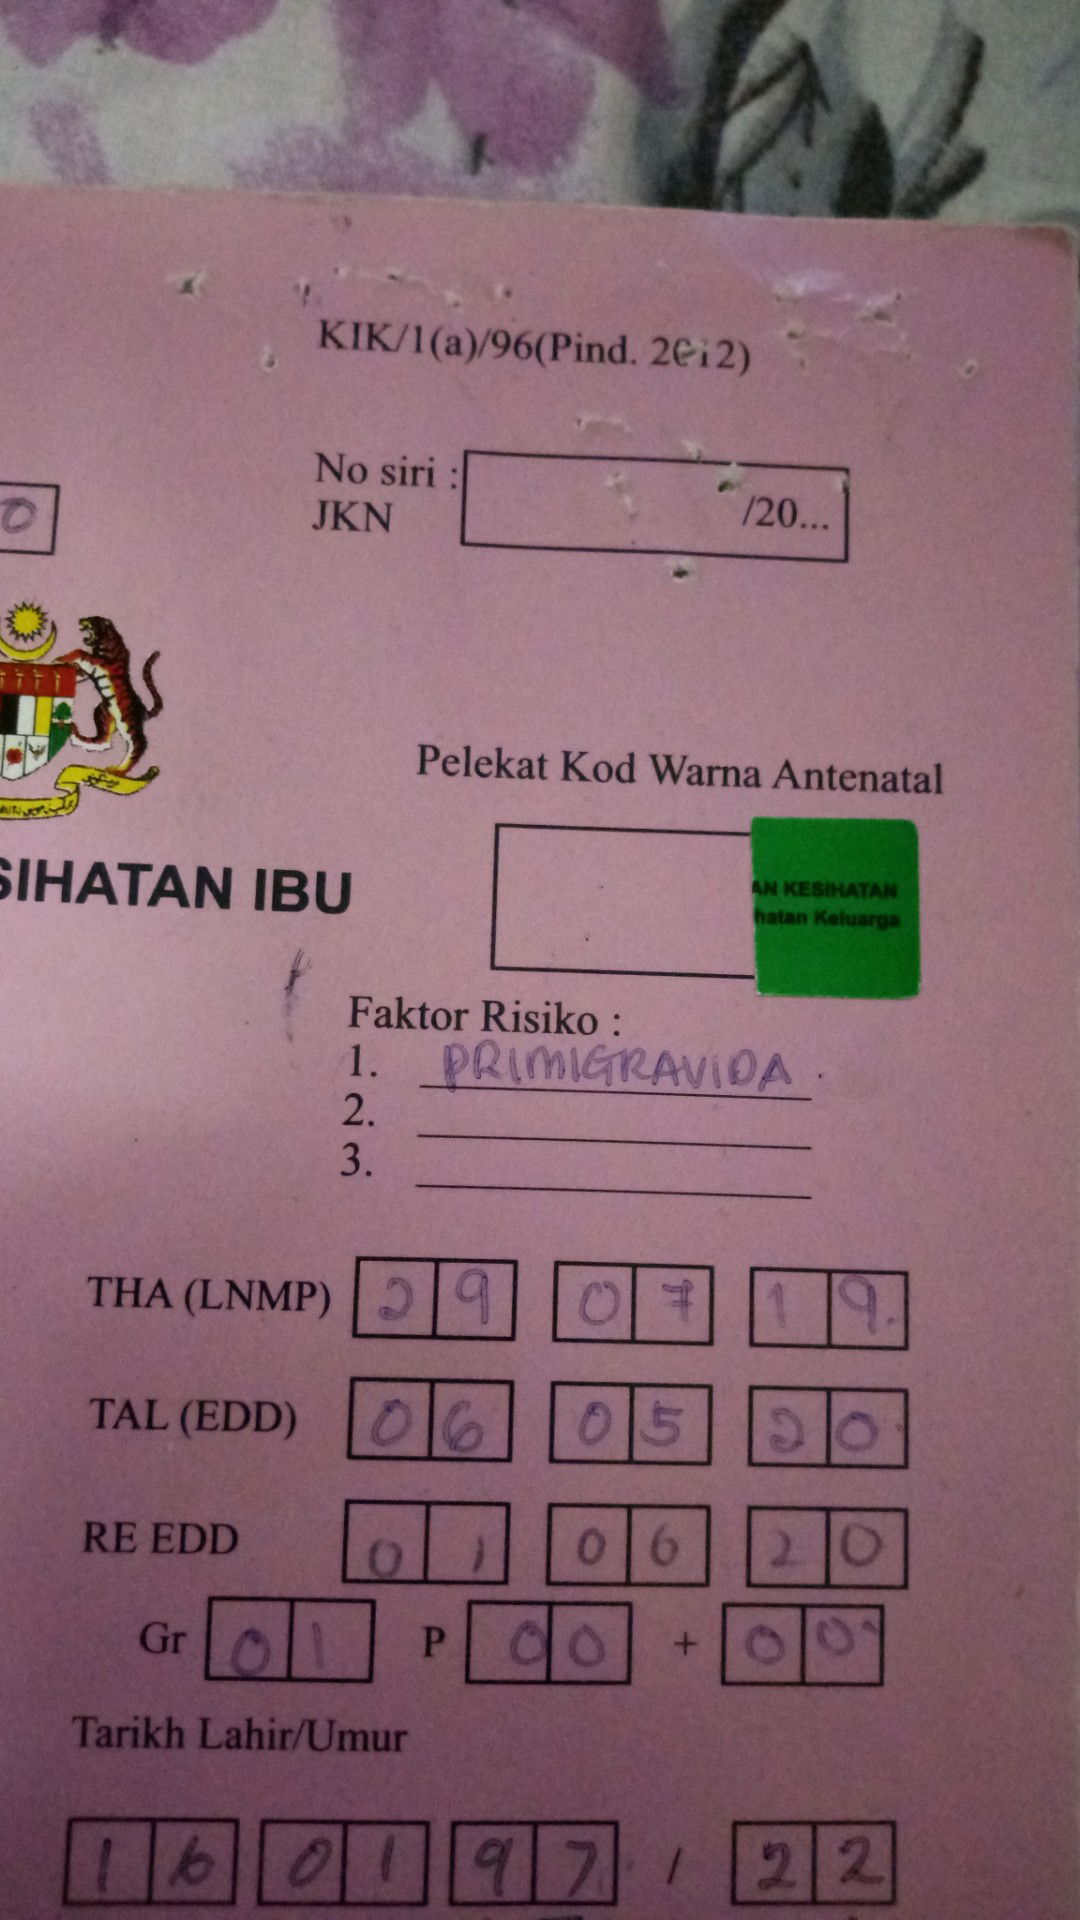 KIK/1(a)/96(Pind. 2012)
No siri :
JKN
/20...
0
Pelekat Kod Warna Antenatal
AN KESIHATAN
hatan Keluarga
SIHATAN IBU
Faktor Risiko :
1. PRIMIGRAVIDA .
2.
3.
THA (LNMP) 29 07 19.
TAL (EDD) 06 05 20
RE EDD 01 06 20
Gr 01 P 00 + 00
Tarikh Lahir/Umur
16 01 97 / 22